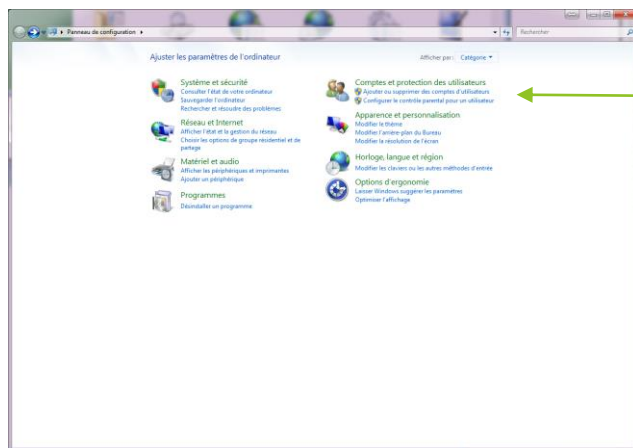 Panneau de configuration
Rechercher
Ajuster les paramètres de l'ordinateur
Afficher par : Catégorie
Système et sécurité
Consulter l'état de votre ordinateur
Sauvegarder l'ordinateur
Rechercher et résoudre des problèmes
Réseau et Internet
Afficher l'état et la gestion du réseau
Choisir les options de groupe résidentiel et de
partage
Matériel et audio
Afficher les périphériques et imprimantes
Ajouter un périphérique
Programmes
Désinstaller un programme
Comptes et protection des utilisateurs
Ajouter ou supprimer des comptes d'utilisateurs
Configurer le contrôle parental pour un utilisateur
Apparence et personnalisation
Modifier le thème
Modifier l'arrière-plan du Bureau
Modifier la résolution de l'écran
Horloge, langue et région
Modifier les claviers ou les autres méthodes d'entrée
Options d'ergonomie
Laisser Windows suggérer les paramètres
Optimiser l'affichage